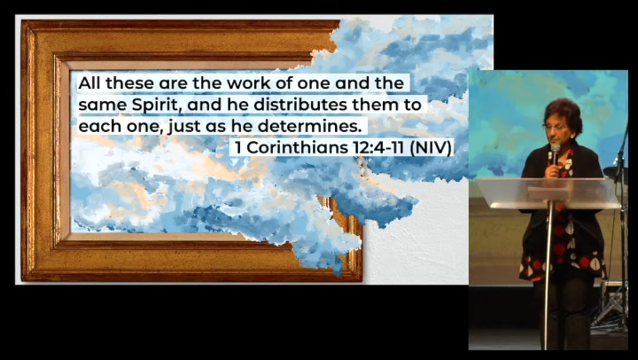 All these are the work of one and the
same Spirit, and he distributes them to
each one, just as he determines.
1 Corinthians 12:4-11 (NIV)